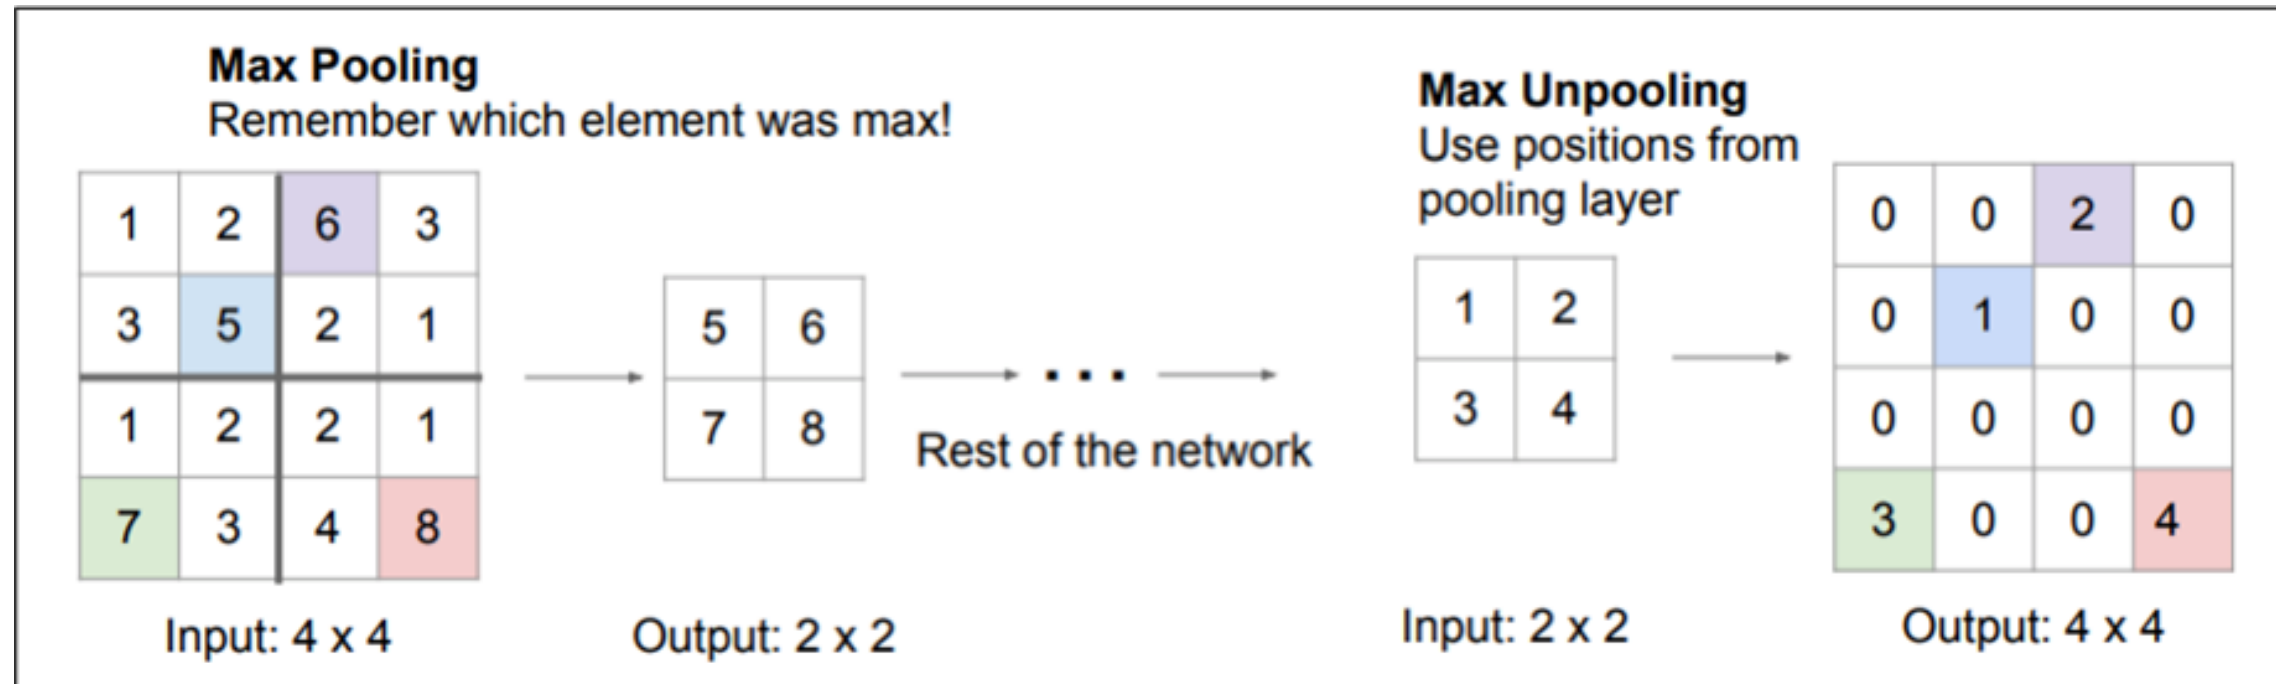 Max Pooling
Remember which element was max!
1 2 6 3
3 5 2 1
1 2 2 1
7 3 4 8
Input: 4 x 4
5 6
7 8
Output: 2 x 2
...
Rest of the network
Max Unpooling
Use positions from
pooling layer
1 2
3 4
Input: 2 x 2
0 0 2 0
0 1 0 0
0 0 0 0
3 0 0 4
Output: 4 x 4